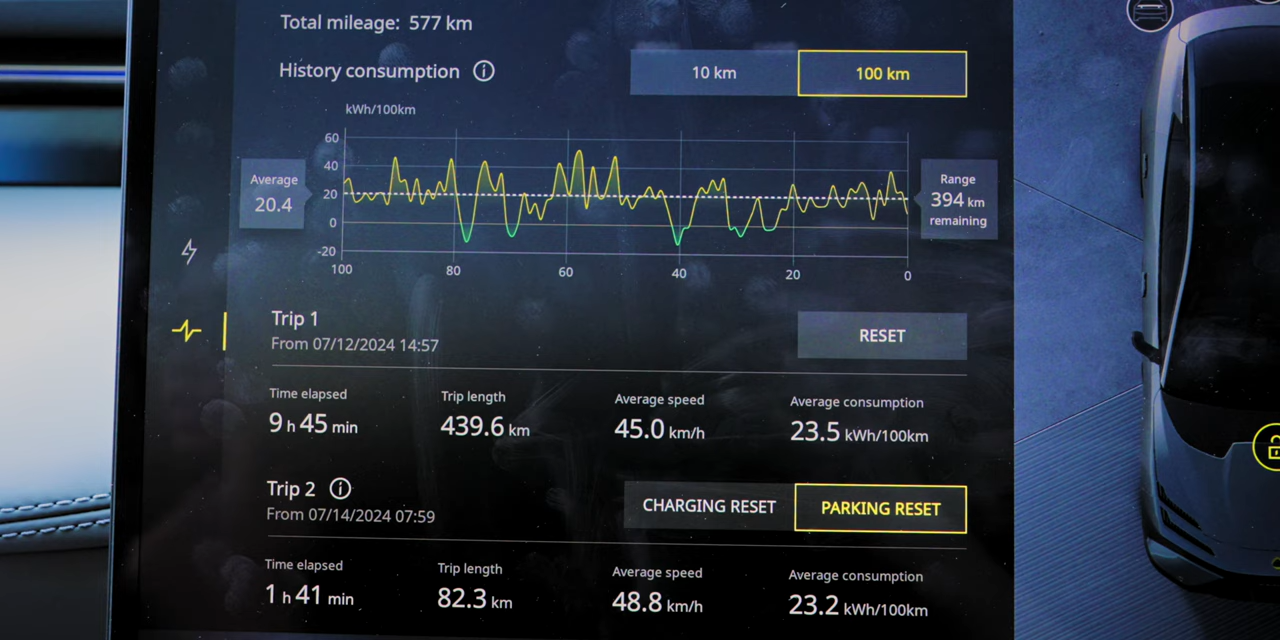 Total mileage: 577 km
History consumption
10 km
100 km
kWh/100km
60
40
20
0
-20
100 80 60 40 20 0
Average
20.4
Range
394 km
remaining
Trip 1
From 07/12/2024 14:57
RESET
Time elapsed Trip length Average speed Average consumption
9 h 45 min 439.6 km 45.0 km/h 23.5 kWh/100km
Trip 2
From 07/14/2024 07:59
CHARGING RESET
PARKING RESET
Time elapsed Trip length Average speed Average consumption
1 h 41 min 82.3 km 48.8 km/h 23.2 kWh/100km